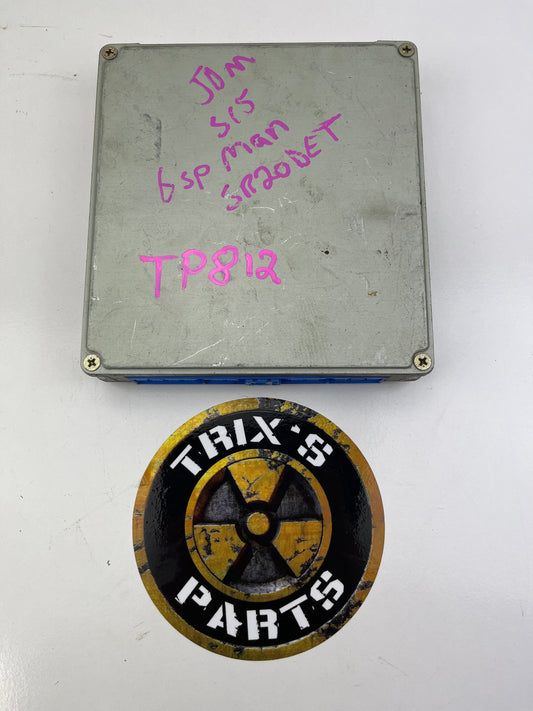 JDM
S15
6sp Man
SR20DET
TP812
TRIX'S
PARTS